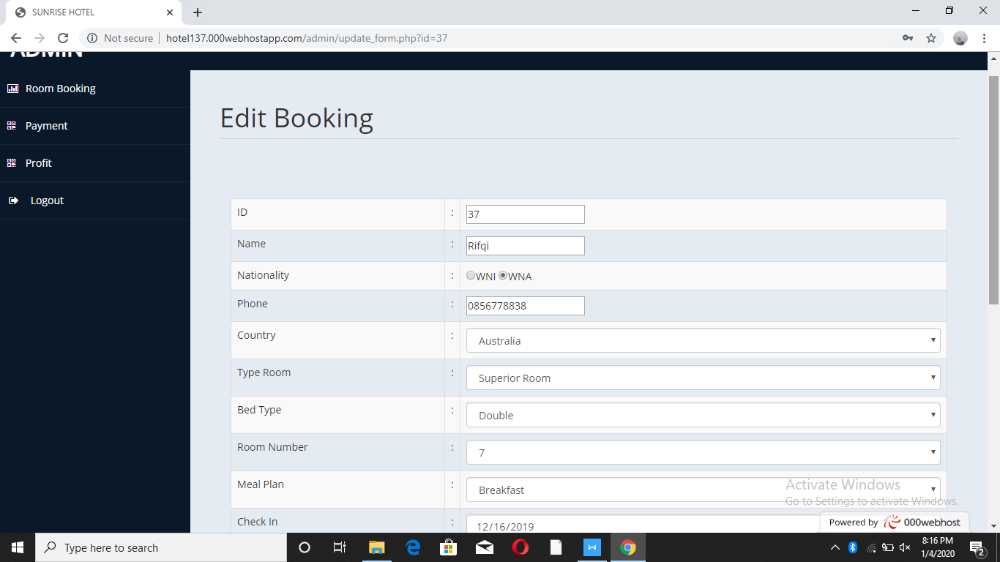 SUNRISE HOTEL
Not secure
hotel137.000webhostapp.com/admin/update_form.php?id=37
ADMIN
Room Booking
Payment
Profit
Logout
Edit Booking
ID : 37
Name : Rifqi
Nationality : WNI WNA
Phone : 0856778838
Country : Australia
Type Room : Superior Room
Bed Type : Double
Room Number : 7
Meal Plan : Breakfast
Check In : 12/16/2019
Activate Windows
Go to Settings to activate Windows.
Powered by 000webhost
Type here to search
8:16 PM
1/4/2020
2